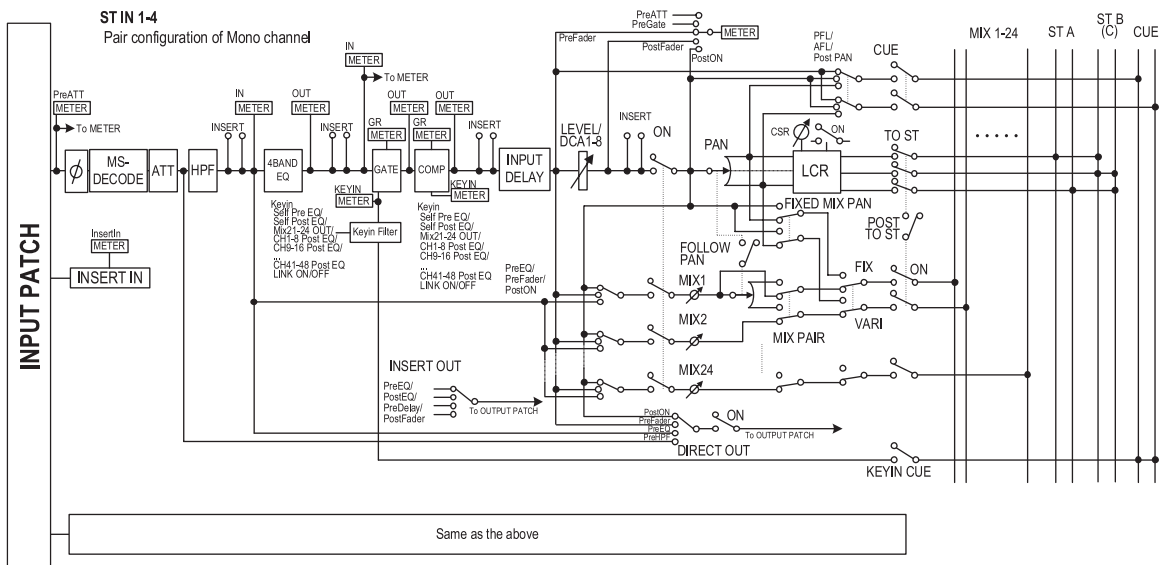 ST IN 1-4
Pair configuration of Mono channel
INPUT PATCH
PreATT
METER
To METER
ø
MS-
DECODE
ATT
HPF
INSERT
IN
METER
4BAND
EQ
OUT
METER
INSERT
IN
METER
To METER
GR
METER
OUT
METER
GATE
KEYIN
METER
Keyin Filter
GR
METER
OUT
METER
COMP
KEYIN
METER
INSERT
INPUT
DELAY
Keyin
Self Pre EQ/
Self Post EQ/
Mix21-24 OUT/
CH1-8 Post EQ/
CH9-16 Post EQ/
...
CH41-48 Post EQ
LINK ON/OFF
Keyin
Self Pre EQ/
Self Post EQ/
Mix21-24 OUT/
CH1-8 Post EQ/
CH9-16 Post EQ/
...
CH41-48 Post EQ
LINK ON/OFF
InsertIn
METER
INSERT IN
PreATT
PreGate
PreFader
METER
PostFader
PostON
LEVEL/
DCA1-8
INSERT
ON
PAN
PFL/
AFL/
Post PAN
CUE
CSR
ON
LCR
TO ST
MIX 1-24
ST A
ST B
(C)
CUE
.....
FIXED MIX PAN
POST
TO ST
FOLLOW
PAN
FIX
ON
PreEQ/
PreFader/
PostON
MIX1
MIX2
MIX24
MIX PAIR
VARI
INSERT OUT
PreEQ/
PostEQ/
PreDelay/
PostFader
To OUTPUT PATCH
PostON
PreFader
PreEQ
PreHPF
ON
To OUTPUT PATCH
DIRECT OUT
KEYIN CUE
Same as the above